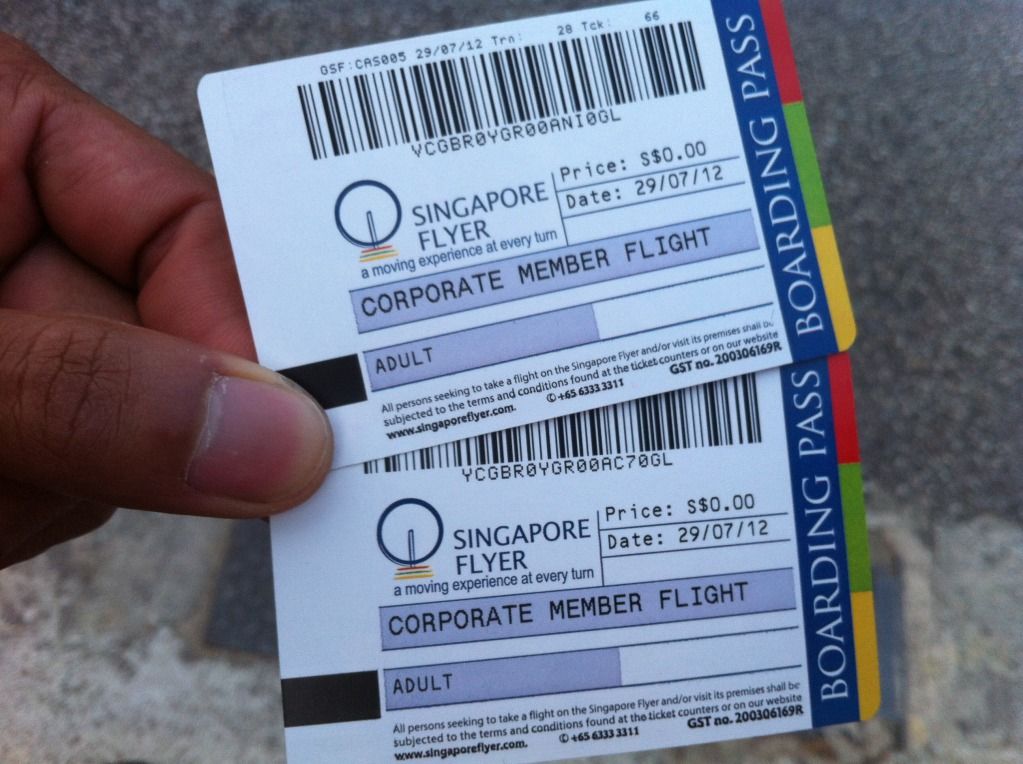 GSF:CAS005 29/07/12 Trn: 28 Tck: 66
YCGBR0YGR00ANI0GL
SINGAPORE
FLYER
a moving experience at every turn
Price: S$0.00
Date: 29/07/12
CORPORATE MEMBER FLIGHT
ADULT
All persons seeking to take a flight on the Singapore Flyer and/or visit its premises shall be
subjected to the terms and conditions found at the ticket counters or on our website
www.singaporeflyer.com. ✆ +65 6333 3311 GST no. 200306169R
BOARDING PASS
YCGBR0YGR00AC70GL
SINGAPORE
FLYER
a moving experience at every turn
Price: S$0.00
Date: 29/07/12
CORPORATE MEMBER FLIGHT
ADULT
All persons seeking to take a flight on the Singapore Flyer and/or visit its premises shall be
subjected to the terms and conditions found at the ticket counters or on our website
www.singaporeflyer.com. ✆ +65 6333 3311 GST no. 200306169R
BOARDING PASS